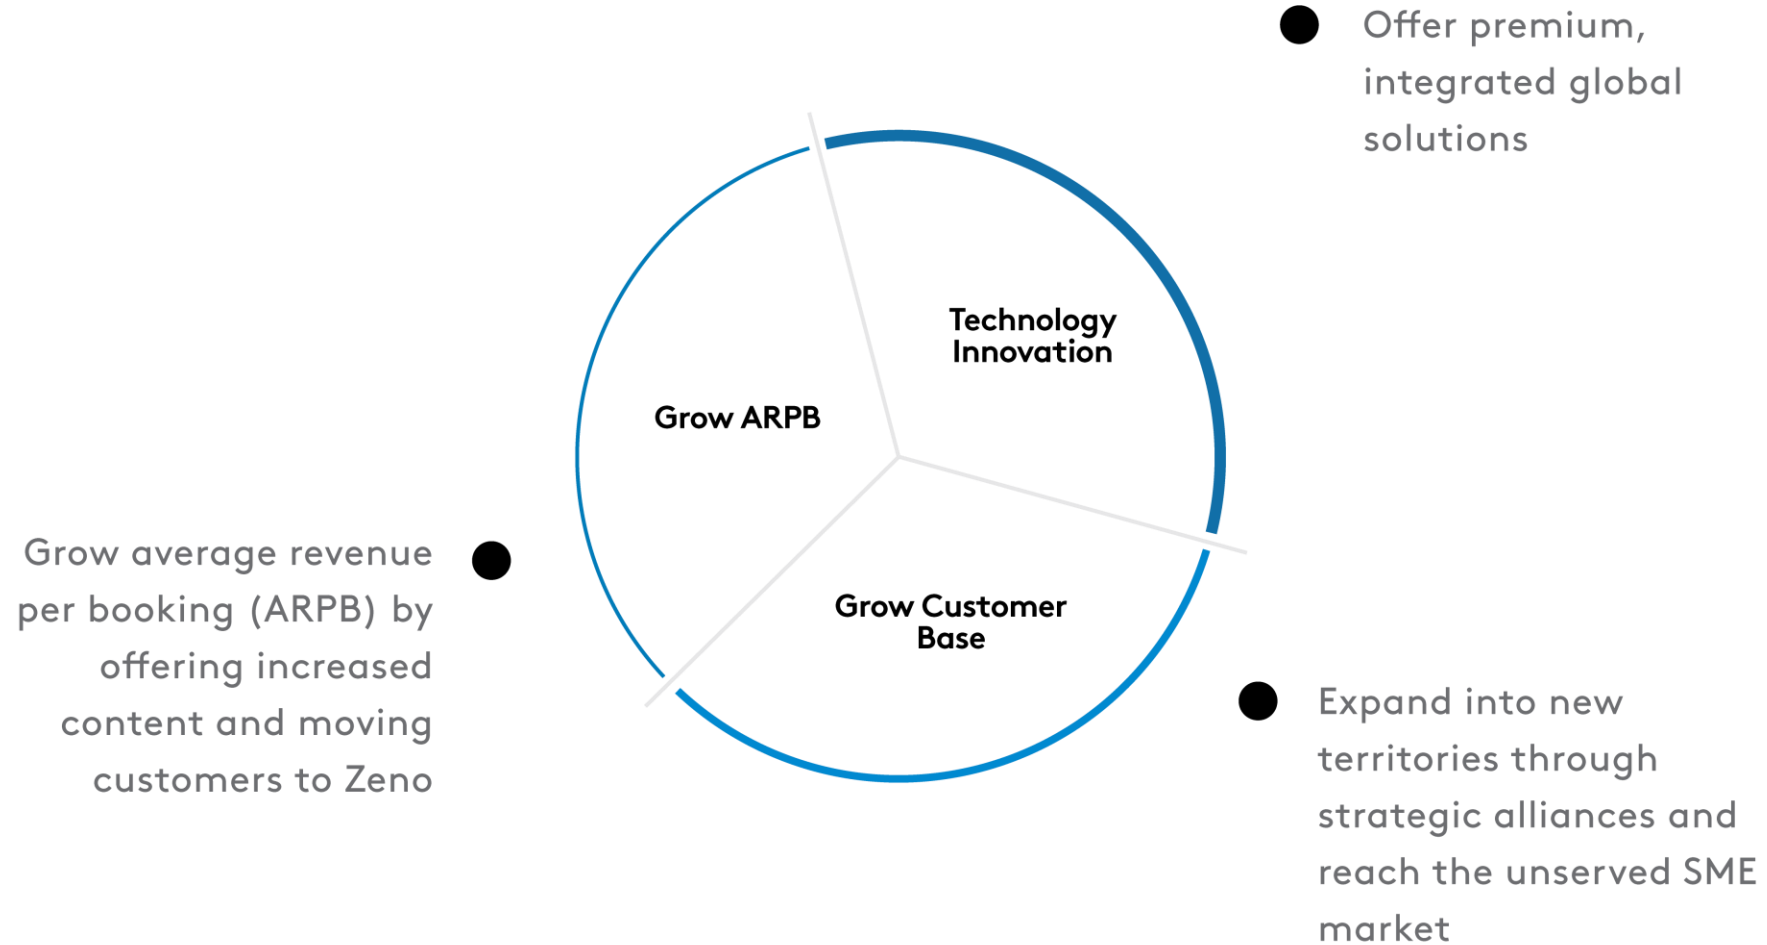 Offer premium,
integrated global
solutions
Technology
Innovation
Grow ARPB
Grow average revenue
per booking (ARPB) by
offering increased
content and moving
customers to Zeno
Grow Customer
Base
Expand into new
territories through
strategic alliances and
reach the unserved SME
market